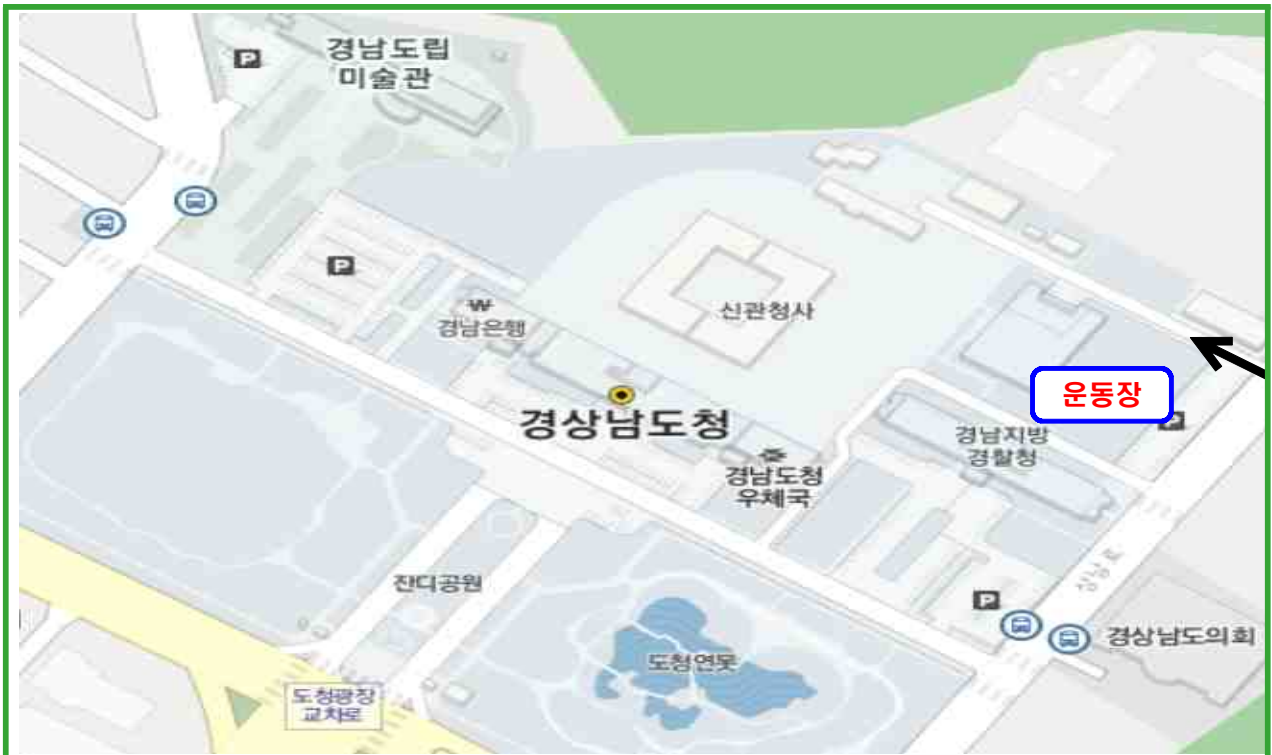 경남도립
미술관
P
P
₩
경남은행
신관청사
운동장
P
경남지방
경찰청
경상남도청
경남도청
우체국
상남로
잔디공원
P
경상남도의회
도청연못
도청광장
교차로